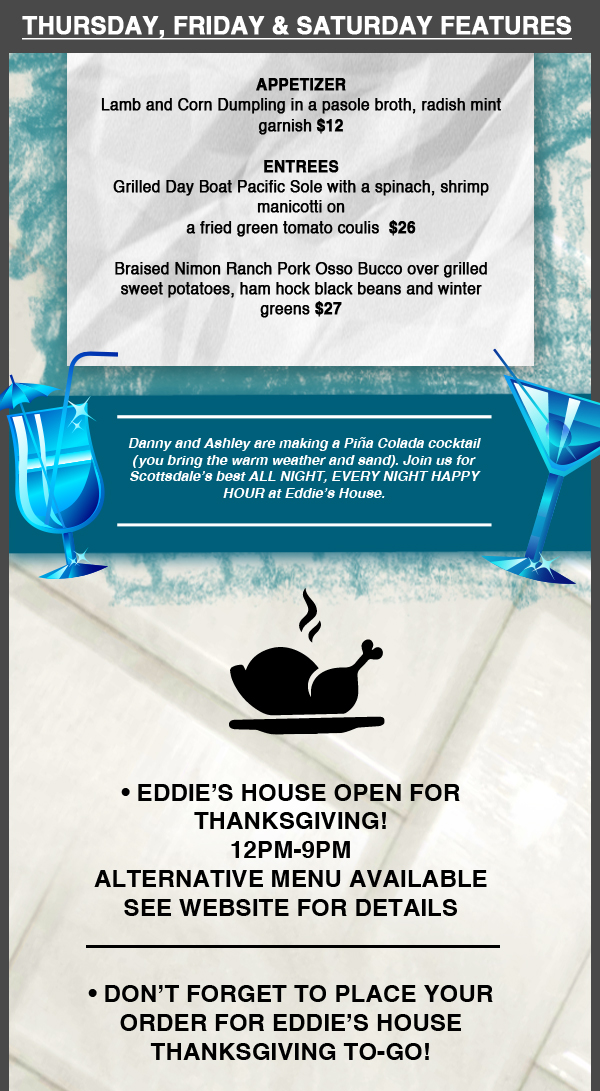 THURSDAY, FRIDAY & SATURDAY FEATURES
APPETIZER
Lamb and Corn Dumpling in a pasole broth, radish mint
garnish $12
ENTREES
Grilled Day Boat Pacific Sole with a spinach, shrimp
manicotti on
a fried green tomato coulis $26
Braised Nimon Ranch Pork Osso Bucco over grilled
sweet potatoes, ham hock black beans and winter
greens $27
Danny and Ashley are making a Piña Colada cocktail
(you bring the warm weather and sand). Join us for
Scottsdale's best ALL NIGHT, EVERY NIGHT HAPPY
HOUR at Eddie's House.
• EDDIE'S HOUSE OPEN FOR
THANKSGIVING!
12PM-9PM
ALTERNATIVE MENU AVAILABLE
SEE WEBSITE FOR DETAILS
• DON'T FORGET TO PLACE YOUR
ORDER FOR EDDIE'S HOUSE
THANKSGIVING TO-GO!